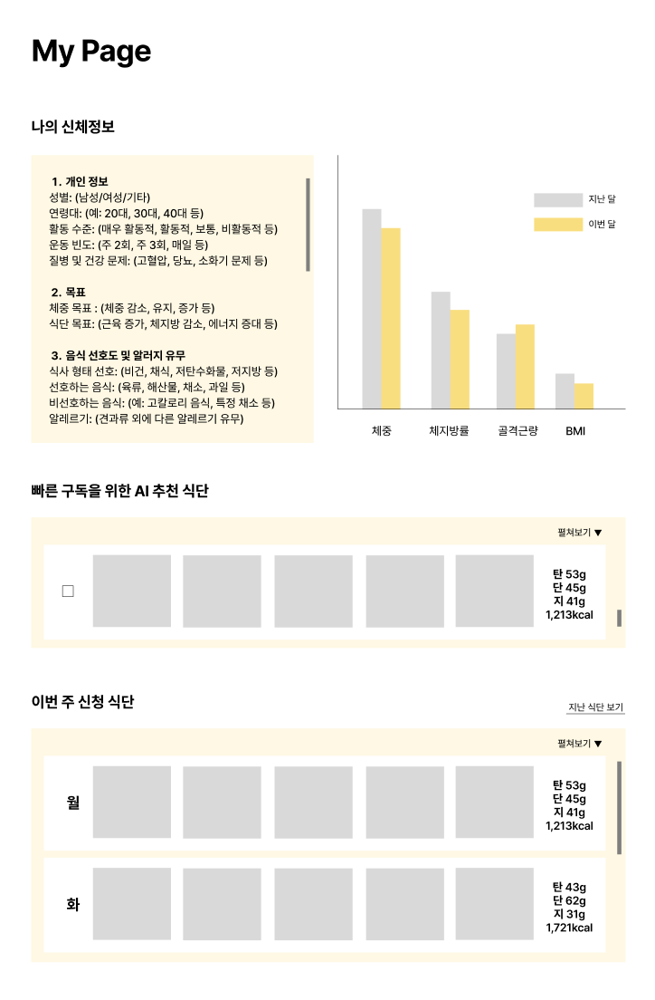 My Page
나의 신체정보
1. 개인 정보
성별: (남성/여성/기타)
연령대: (예: 20대, 30대, 40대 등)
활동 수준: (매우 활동적, 활동적, 보통, 비활동적 등)
운동 빈도: (주 2회, 주 3회, 매일 등)
질병 및 건강 문제: (고혈압, 당뇨, 소화기 문제 등)
2. 목표
체중 목표 : (체중 감소, 유지, 증가 등)
식단 목표: (근육 증가, 체지방 감소, 에너지 증대 등)
3. 음식 선호도 및 알러지 유무
식사 형태 선호: (비건, 채식, 저탄수화물, 저지방 등)
선호하는 음식: (육류, 해산물, 채소, 과일 등)
비선호하는 음식: (예: 고칼로리 음식, 특정 채소 등)
알레르기: (견과류 외에 다른 알레르기 유무)
지난 달
이번 달
체중
체지방률
골격근량
BMI
빠른 구독을 위한 AI 추천 식단
펼쳐보기 ▼
탄 53g
단 45g
지 41g
1,213kcal
이번 주 신청 식단
지난 식단 보기
펼쳐보기 ▼
월
탄 53g
단 45g
지 41g
1,213kcal
화
탄 43g
단 62g
지 31g
1,721kcal